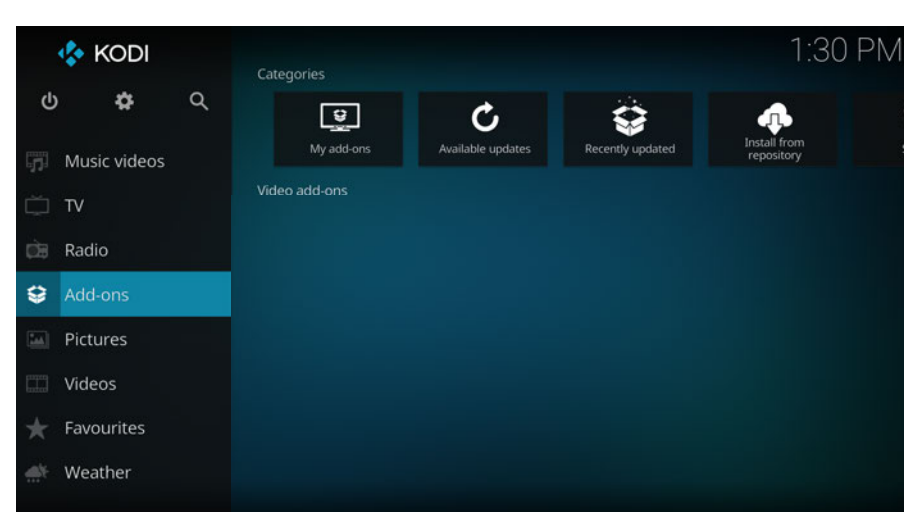 KODI
1:30 PM
Categories
My add-ons
Available updates
Recently updated
Install from
repository
Video add-ons
Music videos
TV
Radio
Add-ons
Pictures
Videos
Favourites
Weather